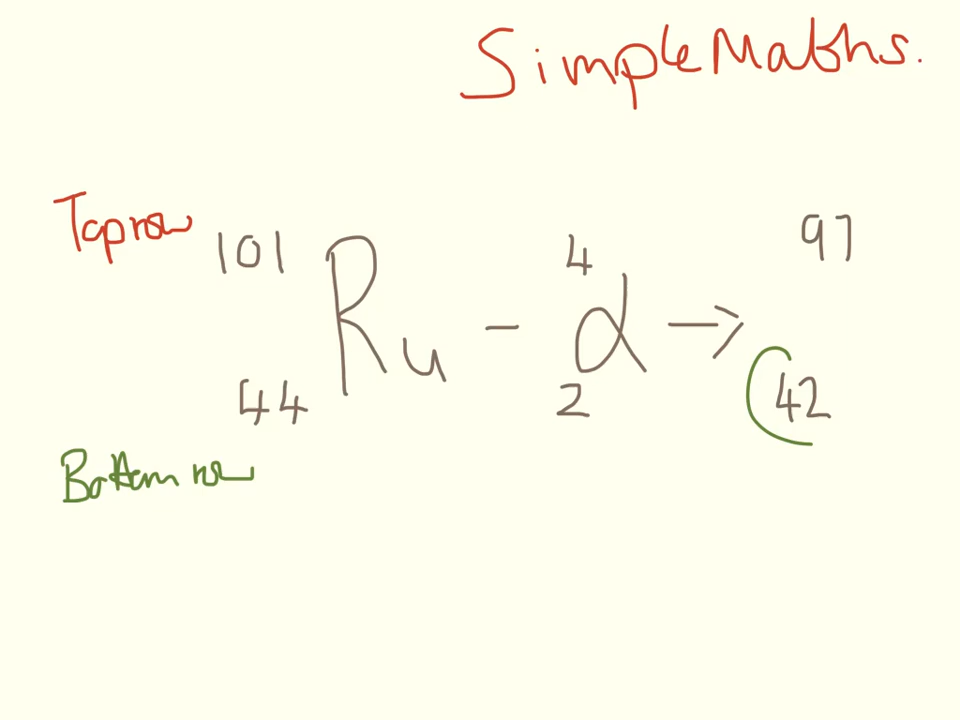 Simple Maths.
Top row
101 4 97
Ru - α →
44 2 42
Bottom row